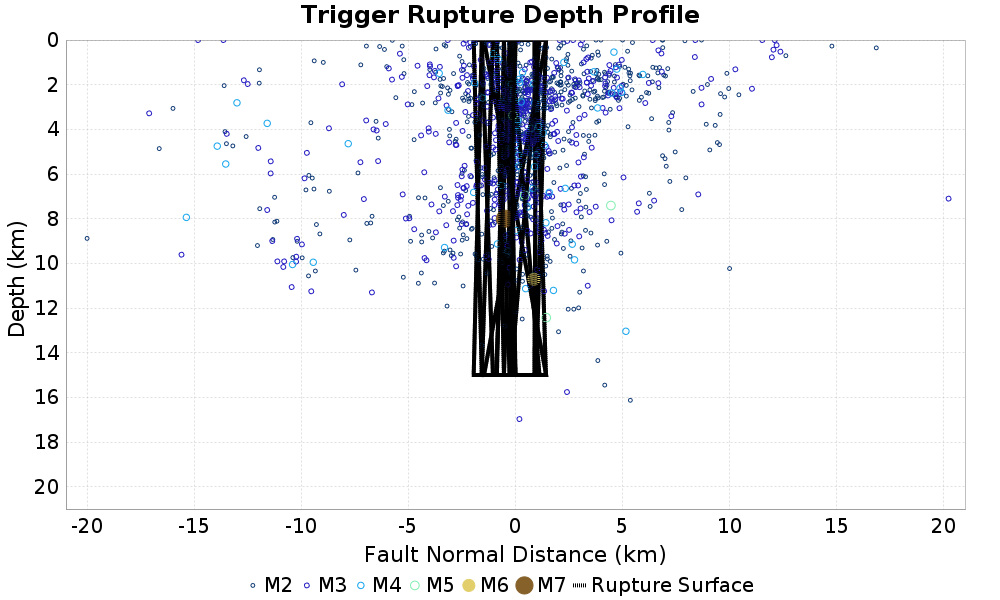 Trigger Rupture Depth Profile
0
2
4
6
8
10
12
14
16
18
20
Depth (km)
-20 -15 -10 -5 0 5 10 15 20
Fault Normal Distance (km)
M2 M3 M4 M5 M6 M7 Rupture Surface